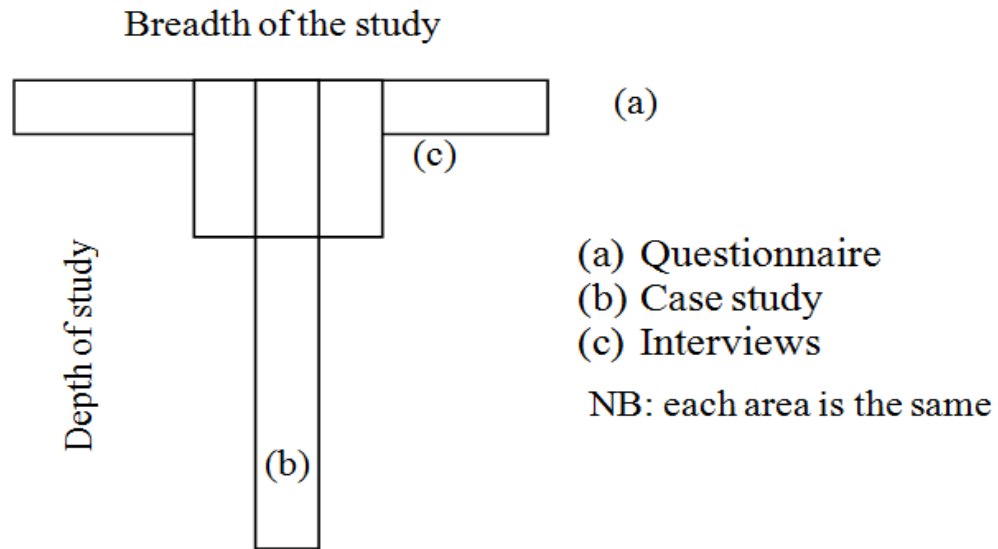 Breadth of the study
(a)
(c)
Depth of study
(a) Questionnaire
(b) Case study
(c) Interviews
NB: each area is the same
(b)